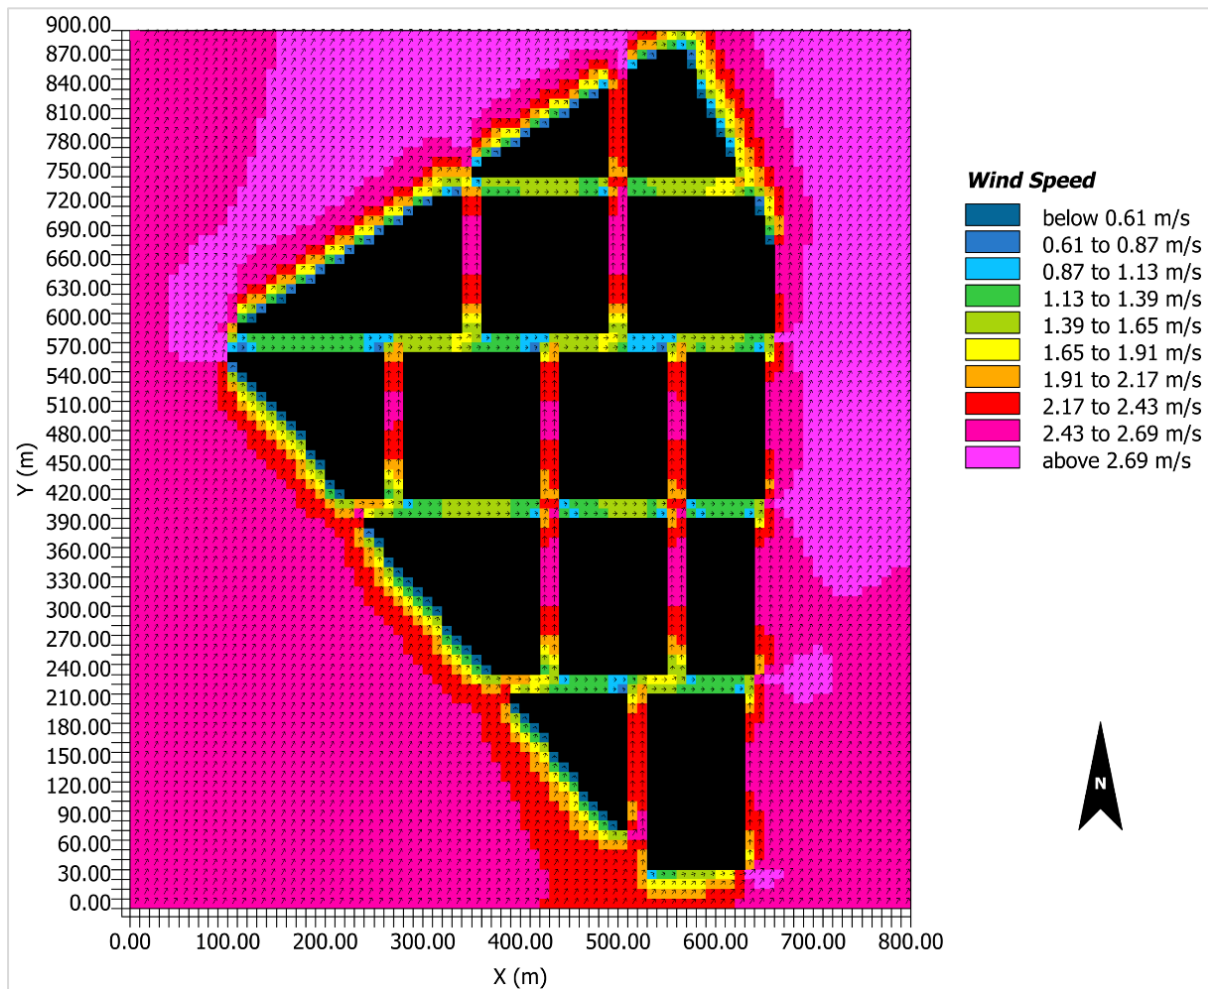 900.00
870.00
840.00
810.00
780.00
750.00
720.00
690.00
660.00
630.00
600.00
570.00
540.00
510.00
480.00
450.00
420.00
390.00
360.00
330.00
300.00
270.00
240.00
210.00
180.00
150.00
120.00
90.00
60.00
30.00
0.00
Y (m)
0.00 100.00 200.00 300.00 400.00 500.00 600.00 700.00 800.00
X (m)
Wind Speed
below 0.61 m/s
0.61 to 0.87 m/s
0.87 to 1.13 m/s
1.13 to 1.39 m/s
1.39 to 1.65 m/s
1.65 to 1.91 m/s
1.91 to 2.17 m/s
2.17 to 2.43 m/s
2.43 to 2.69 m/s
above 2.69 m/s
N